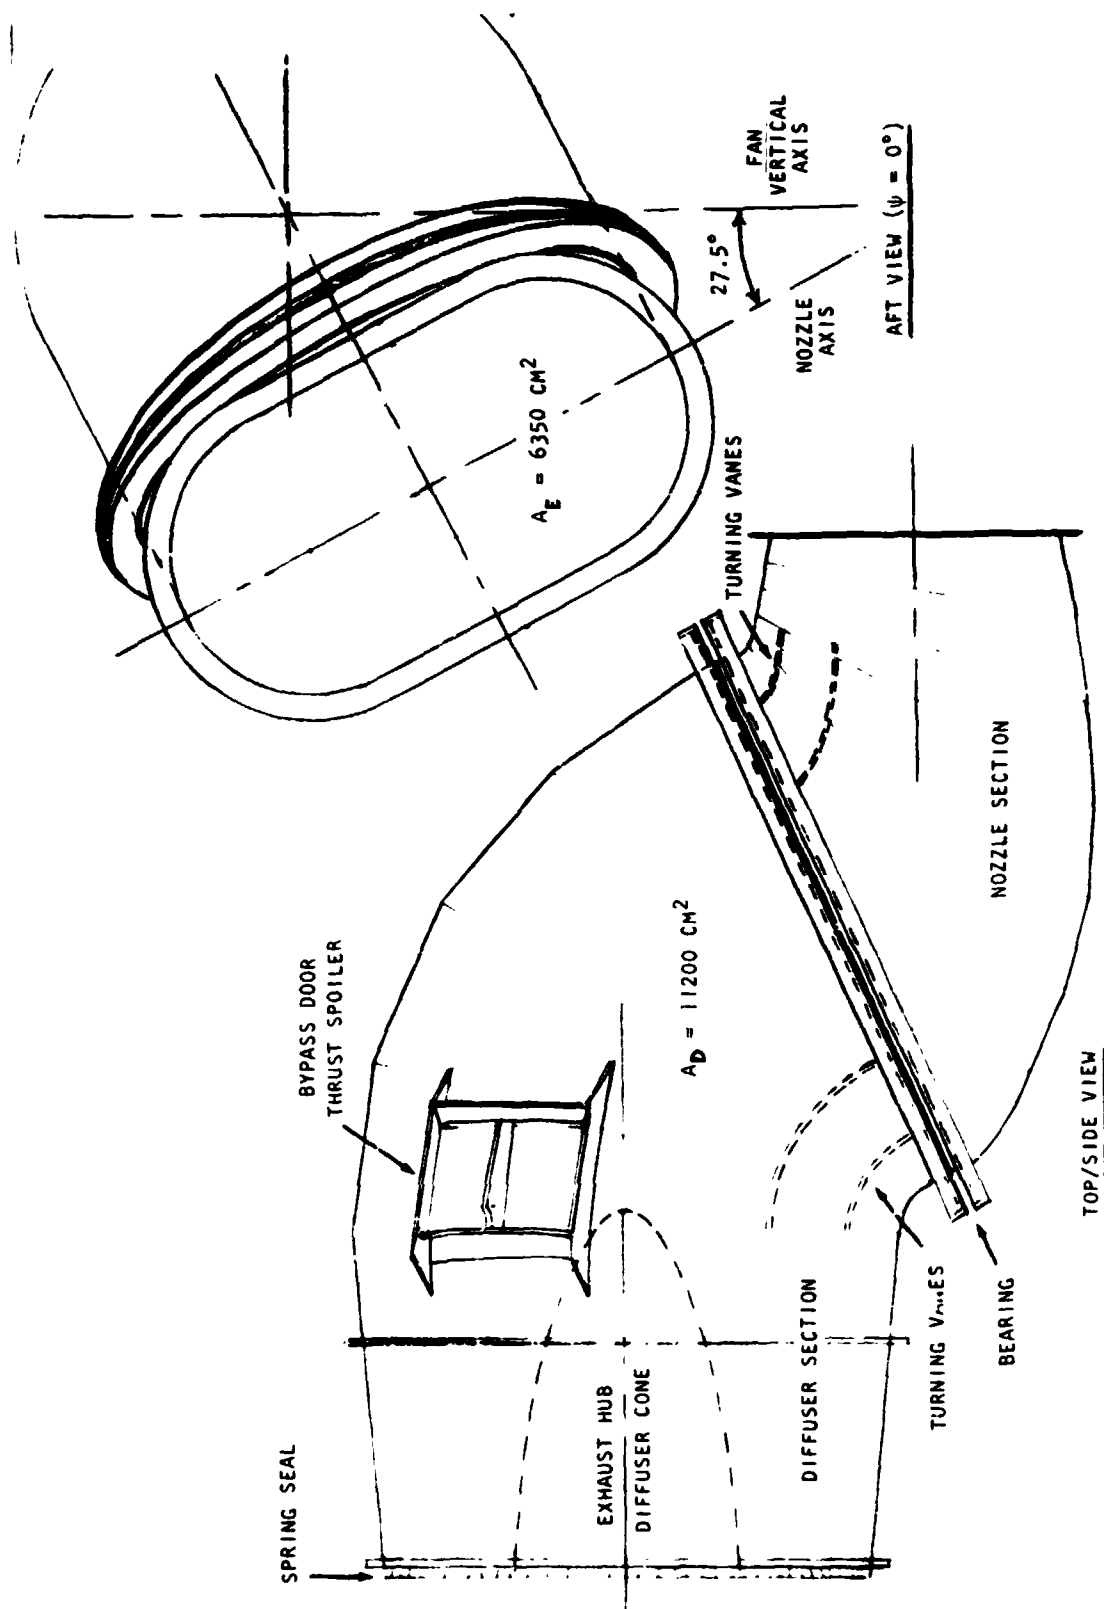 SPRING SEAL
BYPASS DOOR
THRUST SPOILER
EXHAUST HUB
DIFFUSER CONE
A_D = 11200 CM²
DIFFUSER SECTION
TURNING VANES
BEARING
TOP/SIDE VIEW
NOZZLE SECTION
TURNING VANES
A_E = 6350 CM²
NOZZLE
AXIS
27.5°
FAN
VERTICAL
AXIS
AFT VIEW (ψ = 0°)